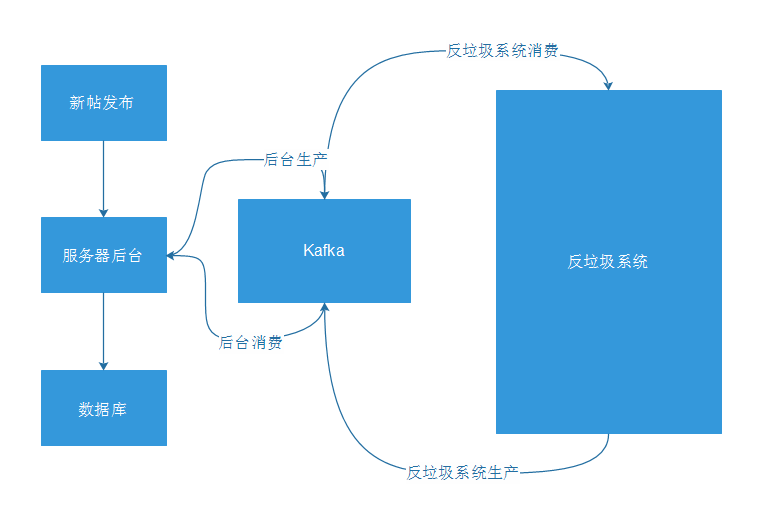 反垃圾系统消费
新帖发布
后台生产
服务器后台
Kafka
反垃圾系统
后台消费
数据库
反垃圾系统生产